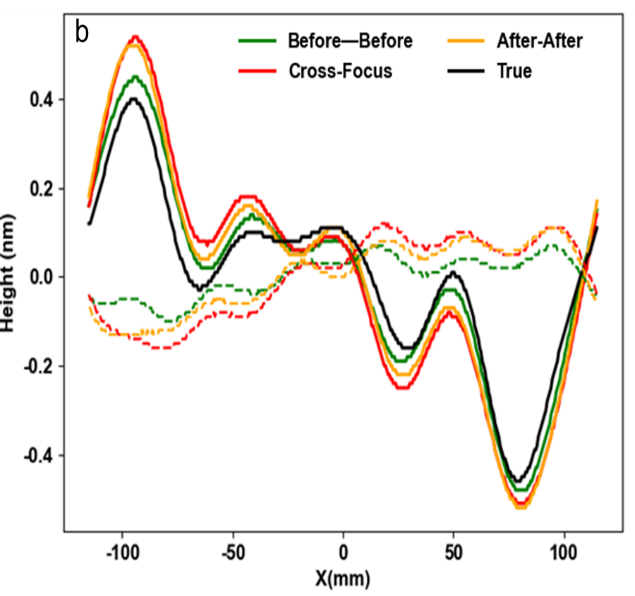 b
Before—Before
After-After
Cross-Focus
True
0.4
0.2
0.0
-0.2
-0.4
Height (nm)
-100
-50
0
50
100
X(mm)